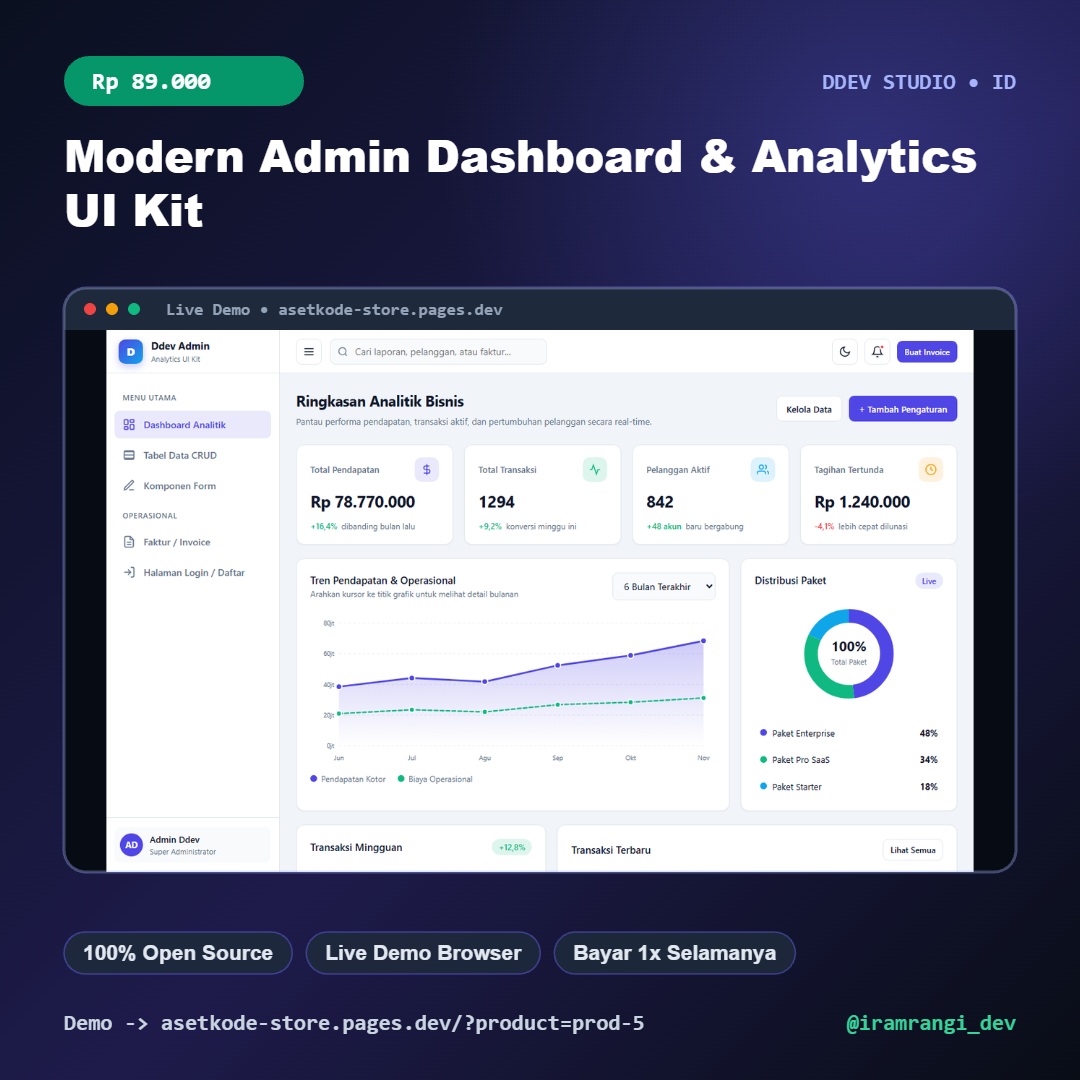 Rp 89.000
DDEV STUDIO • ID
Modern Admin Dashboard & Analytics
UI Kit
Live Demo • asetkode-store.pages.dev
D
Ddev Admin
Analytics UI Kit
Cari laporan, pelanggan, atau faktur...
Buat Invoice
MENU UTAMA
Dashboard Analitik
Tabel Data CRUD
Komponen Form
OPERASIONAL
Faktur / Invoice
Halaman Login / Daftar
AD
Admin Ddev
Super Administrator
Ringkasan Analitik Bisnis
Pantau performa pendapatan, transaksi aktif, dan pertumbuhan pelanggan secara real-time.
Kelola Data
+ Tambah Pengaturan
Total Pendapatan
$
Rp 78.770.000
+16,4% dibanding bulan lalu
Total Transaksi
1294
+9,2% konversi minggu ini
Pelanggan Aktif
842
+48 akun baru bergabung
Tagihan Tertunda
Rp 1.240.000
-4,1% lebih cepat dilunasi
Tren Pendapatan & Operasional
Arahkan kursor ke titik grafik untuk melihat detail bulanan
6 Bulan Terakhir
80jt
60jt
40jt
20jt
0jt
Jun Jul Agu Sep Okt Nov
Pendapatan Kotor Biaya Operasional
Distribusi Paket
Live
100%
Total Paket
Paket Enterprise 48%
Paket Pro SaaS 34%
Paket Starter 18%
Transaksi Mingguan
+12,8%
Transaksi Terbaru
Lihat Semua
100% Open Source
Live Demo Browser
Bayar 1x Selamanya
Demo -> asetkode-store.pages.dev/?product=prod-5
@iramrangi_dev